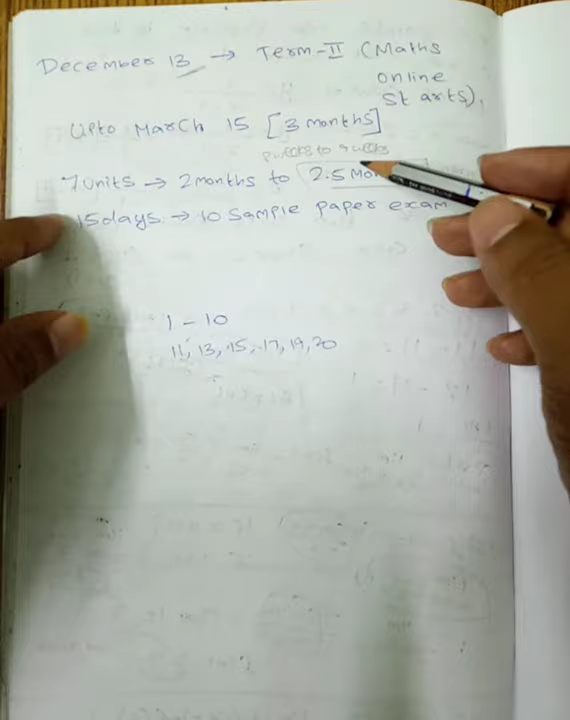 December 13 → Term-II (Maths
online
Starts),
Upto March 15 [3 months]
7 units → 2 months to 2.5 Mon
15 days → 10 Sample paper exam
1 - 10
11, 13, 15, 17, 19, 20